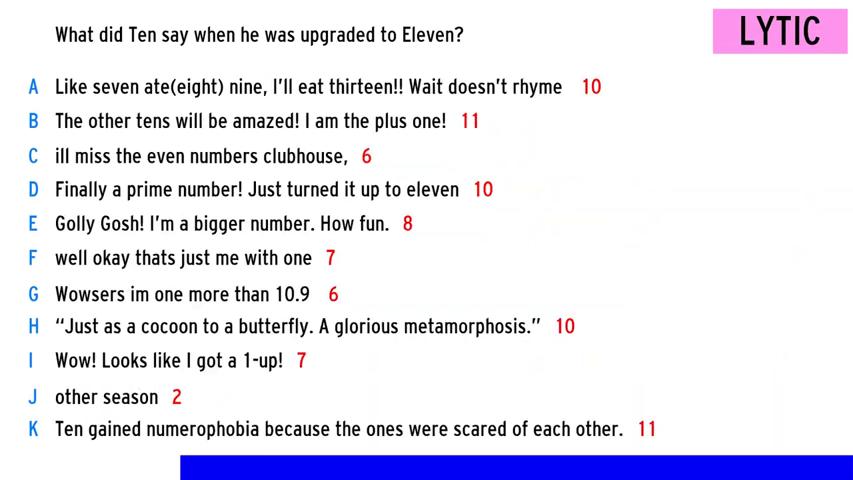 What did Ten say when he was upgraded to Eleven?
LYTIC
A Like seven ate(eight) nine, I'll eat thirteen!! Wait doesn't rhyme 10
B The other tens will be amazed! I am the plus one! 11
C ill miss the even numbers clubhouse, 6
D Finally a prime number! Just turned it up to eleven 10
E Golly Gosh! I'm a bigger number. How fun. 8
F well okay thats just me with one 7
G Wowsers im one more than 10.9 6
H “Just as a cocoon to a butterfly. A glorious metamorphosis.” 10
I Wow! Looks like I got a 1-up! 7
J other season 2
K Ten gained numerophobia because the ones were scared of each other. 11